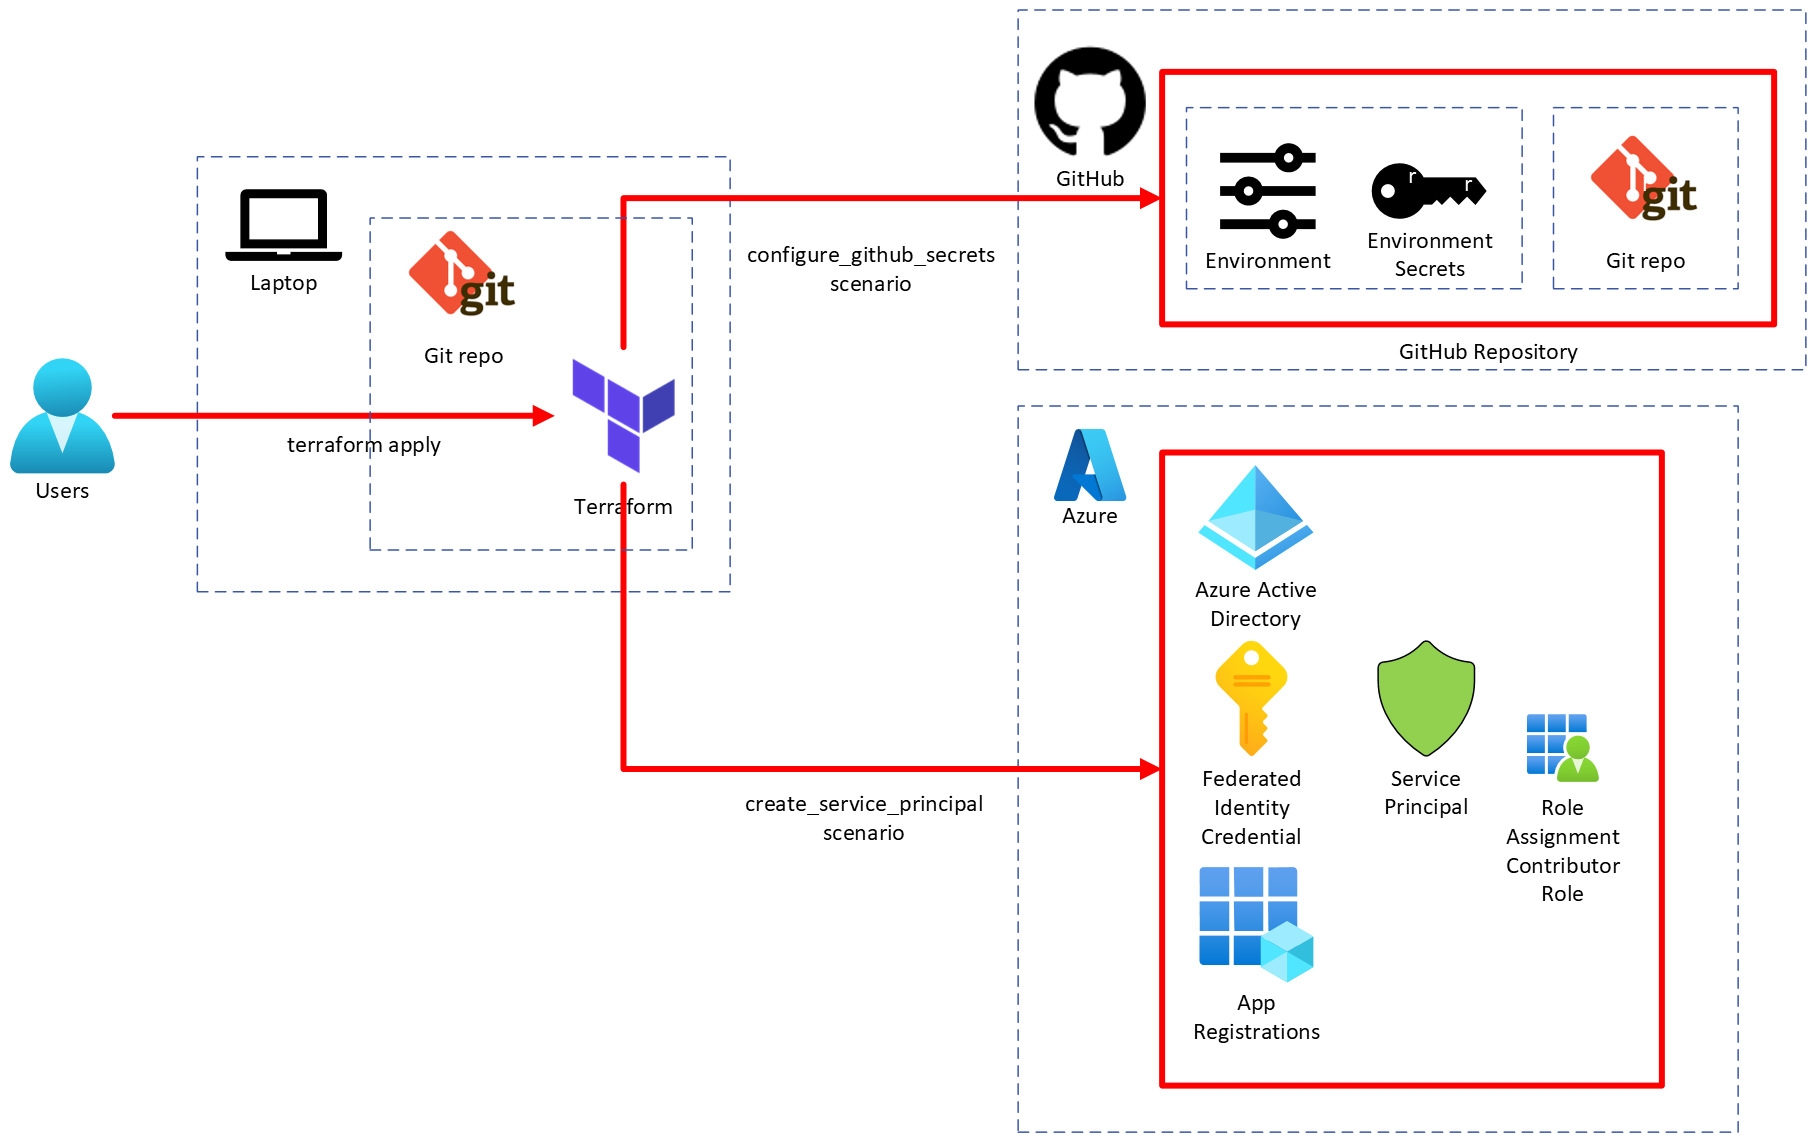 GitHub
Environment
Environment
Secrets
git
Git repo
GitHub Repository
Laptop
git
Git repo
configure_github_secrets
scenario
Users
terraform apply
Terraform
create_service_principal
scenario
Azure
Azure Active
Directory
Federated
Identity
Credential
Service
Principal
Role
Assignment
Contributor
Role
App
Registrations
r
r